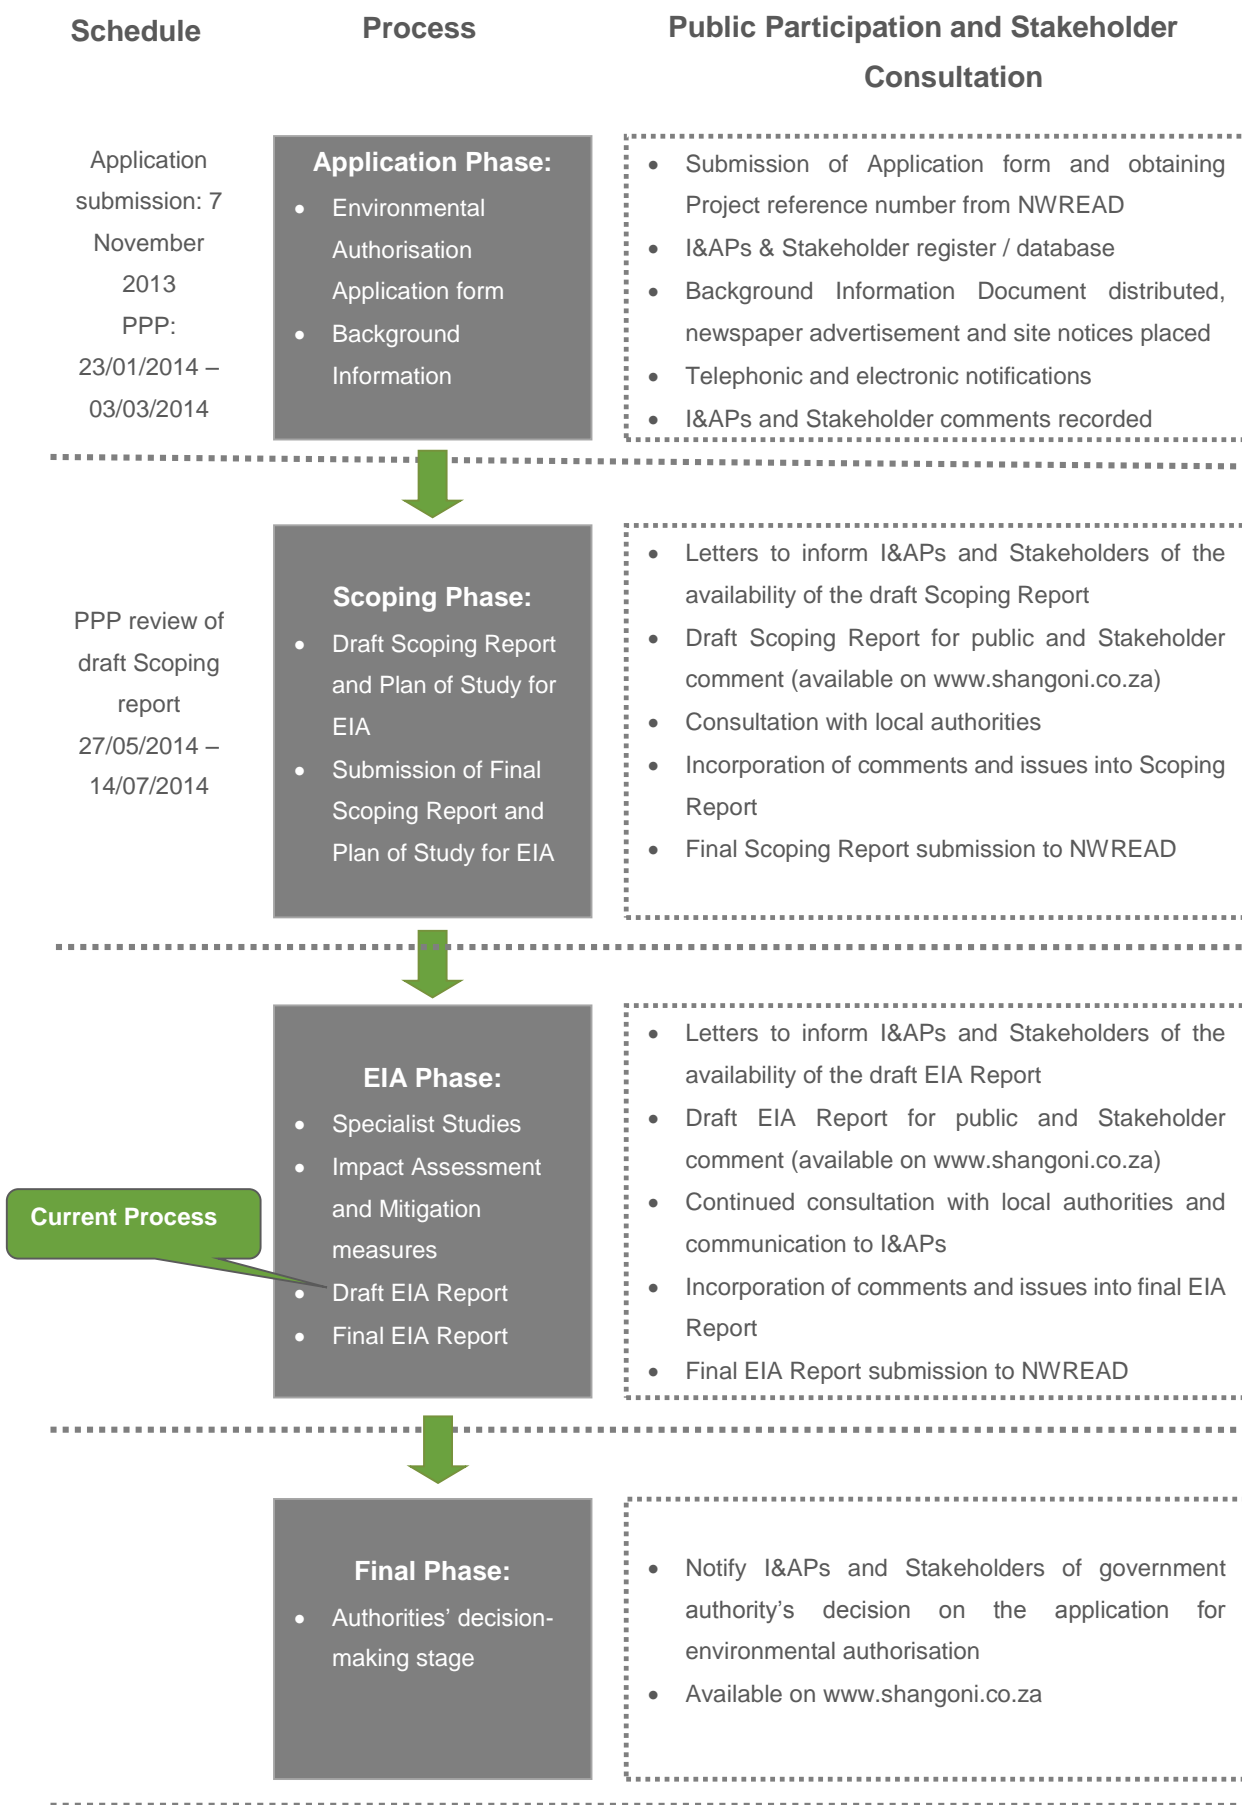 Schedule
Process
Public Participation and Stakeholder
Consultation
Application
submission: 7
November
2013
PPP:
23/01/2014 –
03/03/2014
Application Phase:
• Environmental
Authorisation
Application form
• Background
Information
• Submission of Application form and obtaining
Project reference number from NWREAD
• I&APs & Stakeholder register / database
• Background Information Document distributed,
newspaper advertisement and site notices placed
• Telephonic and electronic notifications
• I&APs and Stakeholder comments recorded
PPP review of
draft Scoping
report
27/05/2014 –
14/07/2014
Scoping Phase:
• Draft Scoping Report
and Plan of Study for
EIA
• Submission of Final
Scoping Report and
Plan of Study for EIA
• Letters to inform I&APs and Stakeholders of the
availability of the draft Scoping Report
• Draft Scoping Report for public and Stakeholder
comment (available on www.shangoni.co.za)
• Consultation with local authorities
• Incorporation of comments and issues into Scoping
Report
• Final Scoping Report submission to NWREAD
Current Process
EIA Phase:
• Specialist Studies
• Impact Assessment
and Mitigation
measures
• Draft EIA Report
• Final EIA Report
• Letters to inform I&APs and Stakeholders of the
availability of the draft EIA Report
• Draft EIA Report for public and Stakeholder
comment (available on www.shangoni.co.za)
• Continued consultation with local authorities and
communication to I&APs
• Incorporation of comments and issues into final EIA
Report
• Final EIA Report submission to NWREAD
Final Phase:
• Authorities’ decision-
making stage
• Notify I&APs and Stakeholders of government
authority’s decision on the application for
environmental authorisation
• Available on www.shangoni.co.za